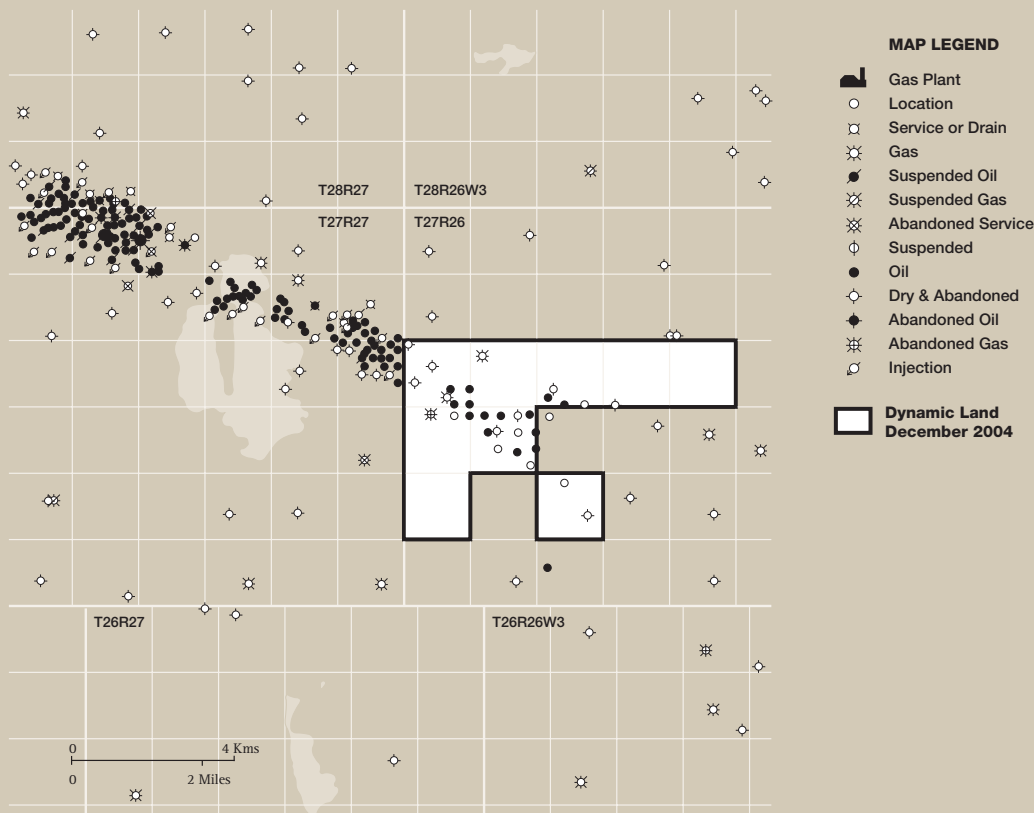 T28R27
T28R26W3
T27R27
T27R26
T26R27
T26R26W3
0
4 Kms
0
2 Miles
MAP LEGEND
Gas Plant
Location
Service or Drain
Gas
Suspended Oil
Suspended Gas
Abandoned Service
Suspended
Oil
Dry & Abandoned
Abandoned Oil
Abandoned Gas
Injection
Dynamic Land
December 2004